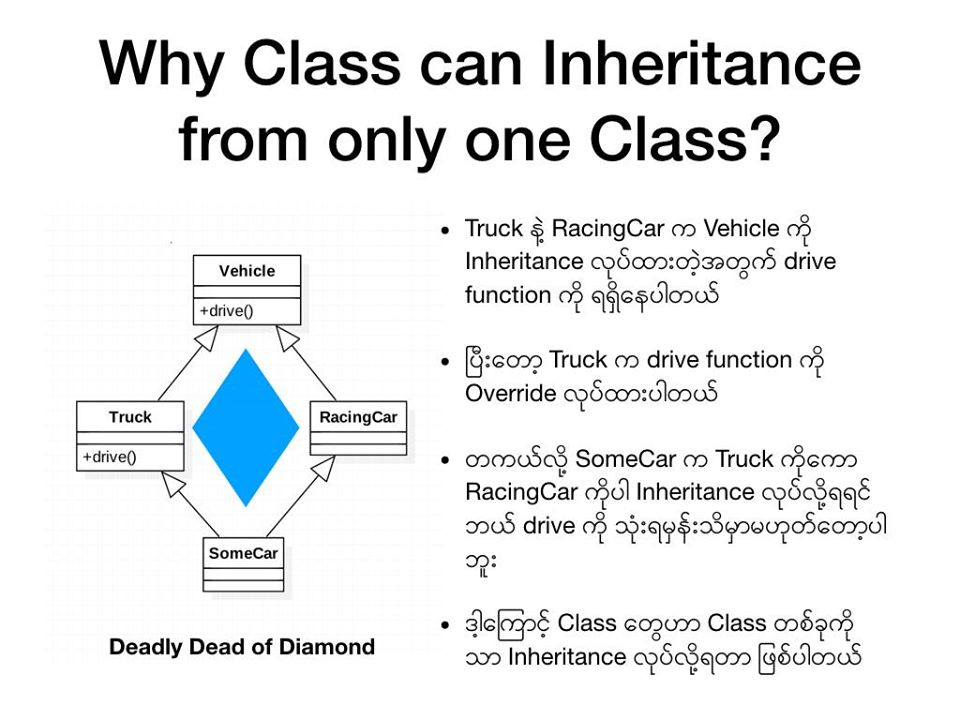 Why Class can Inheritance
from only one Class?
Vehicle
+drive()
Truck
+drive()
RacingCar
SomeCar
Deadly Dead of Diamond
• Truck နဲ့ RacingCar က Vehicle ကို
Inheritance လုပ်ထားတဲ့အတွက် drive
function ကို ရရှိနေပါတယ်
• ပြီးတော့ Truck က drive function ကို
Override လုပ်ထားပါတယ်
• တကယ်လို့ SomeCar က Truck ကိုကော
RacingCar ကိုပါ Inheritance လုပ်လို့ရရင်
ဘယ် drive ကို သုံးရမှန်းသိမှာမဟုတ်တော့ပါ
ဘူး
• ဒါ့ကြောင့် Class တွေဟာ Class တစ်ခုကို
သာ Inheritance လုပ်လို့ရတာ ဖြစ်ပါတယ်